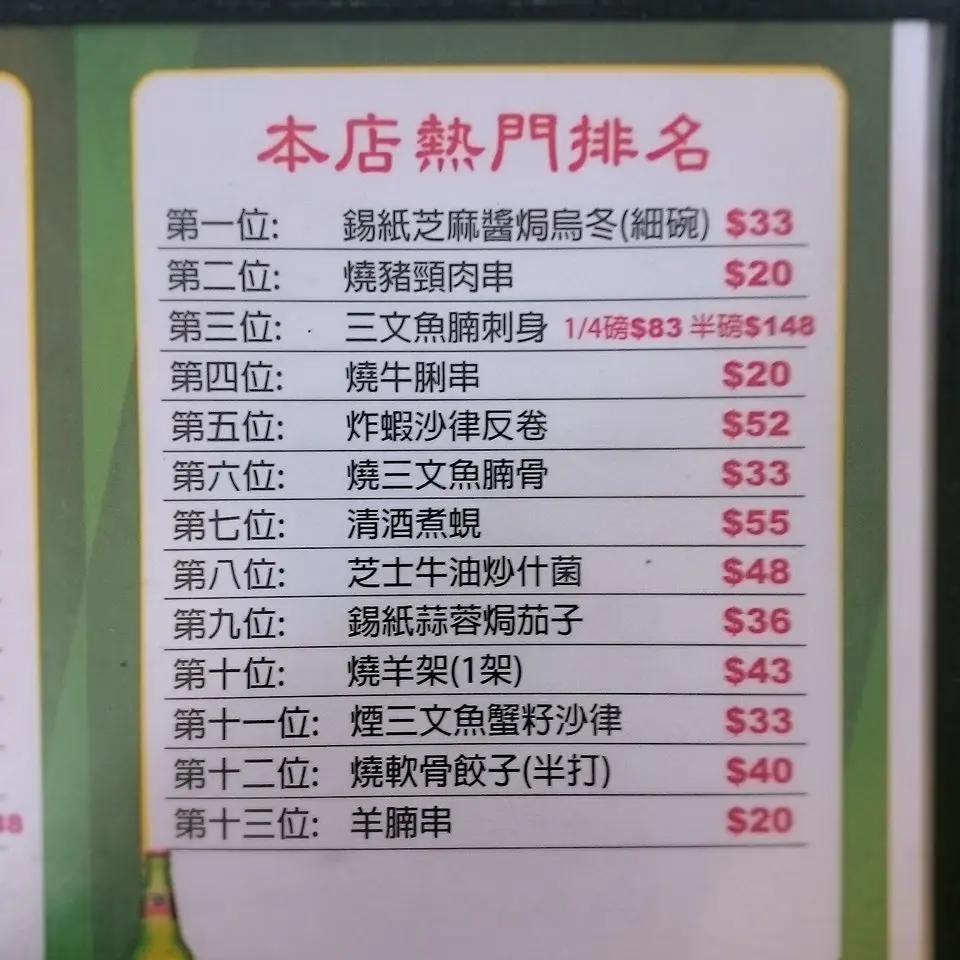 本店熱門排名
第一位: 錫紙芝麻醬焗烏冬(細碗) $33
第二位: 燒豬頸肉串 $20
第三位: 三文魚腩刺身 1/4磅$83 半磅$148
第四位: 燒牛脷串 $20
第五位: 炸蝦沙律反卷 $52
第六位: 燒三文魚腩骨 $33
第七位: 清酒煮蜆 $55
第八位: 芝士牛油炒什菌 $48
第九位: 錫紙蒜蓉焗茄子 $36
第十位: 燒羊架(1架) $43
第十一位: 煙三文魚蟹籽沙律 $33
第十二位: 燒軟骨餃子(半打) $40
第十三位: 羊腩串 $20